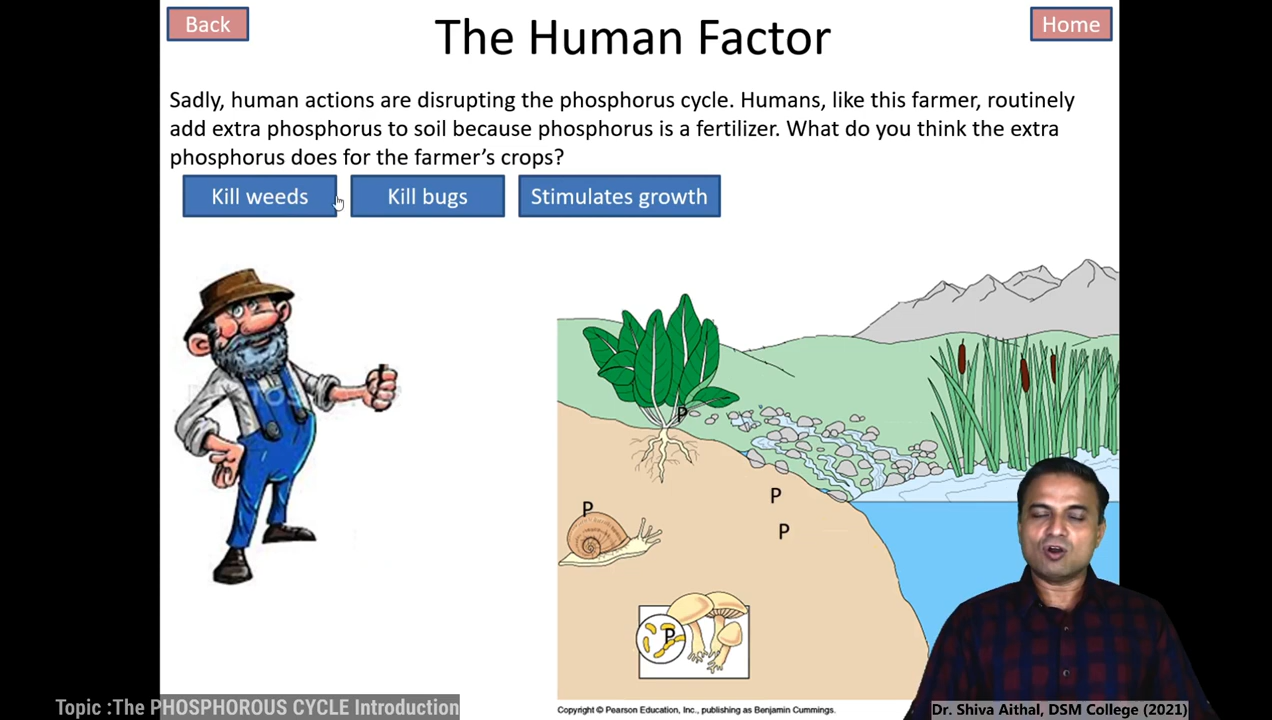 Back
The Human Factor
Home
Sadly, human actions are disrupting the phosphorus cycle. Humans, like this farmer, routinely
add extra phosphorus to soil because phosphorus is a fertilizer. What do you think the extra
phosphorus does for the farmer's crops?
Kill weeds
Kill bugs
Stimulates growth
P
P
P
P
P
Topic :The PHOSPHOROUS CYCLE Introduction
Copyright © Pearson Education, Inc., publishing as Benjamin Cummings.
Dr. Shiva Aithal, DSM College (2021)